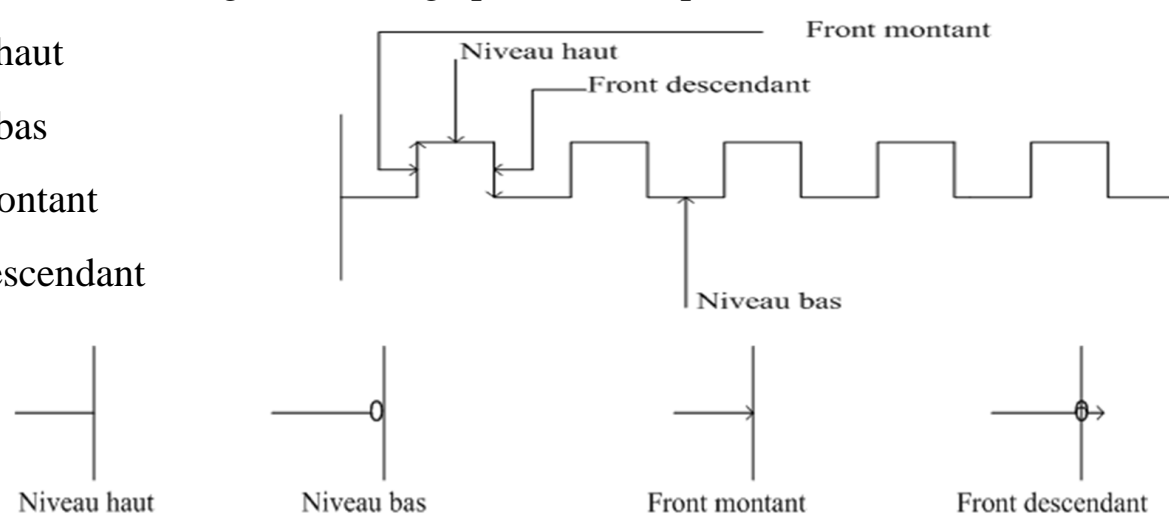 Front montant
haut
Niveau haut
Front descendant
bas
ontant
escendant
Niveau bas
Niveau haut Niveau bas Front montant Front descendant